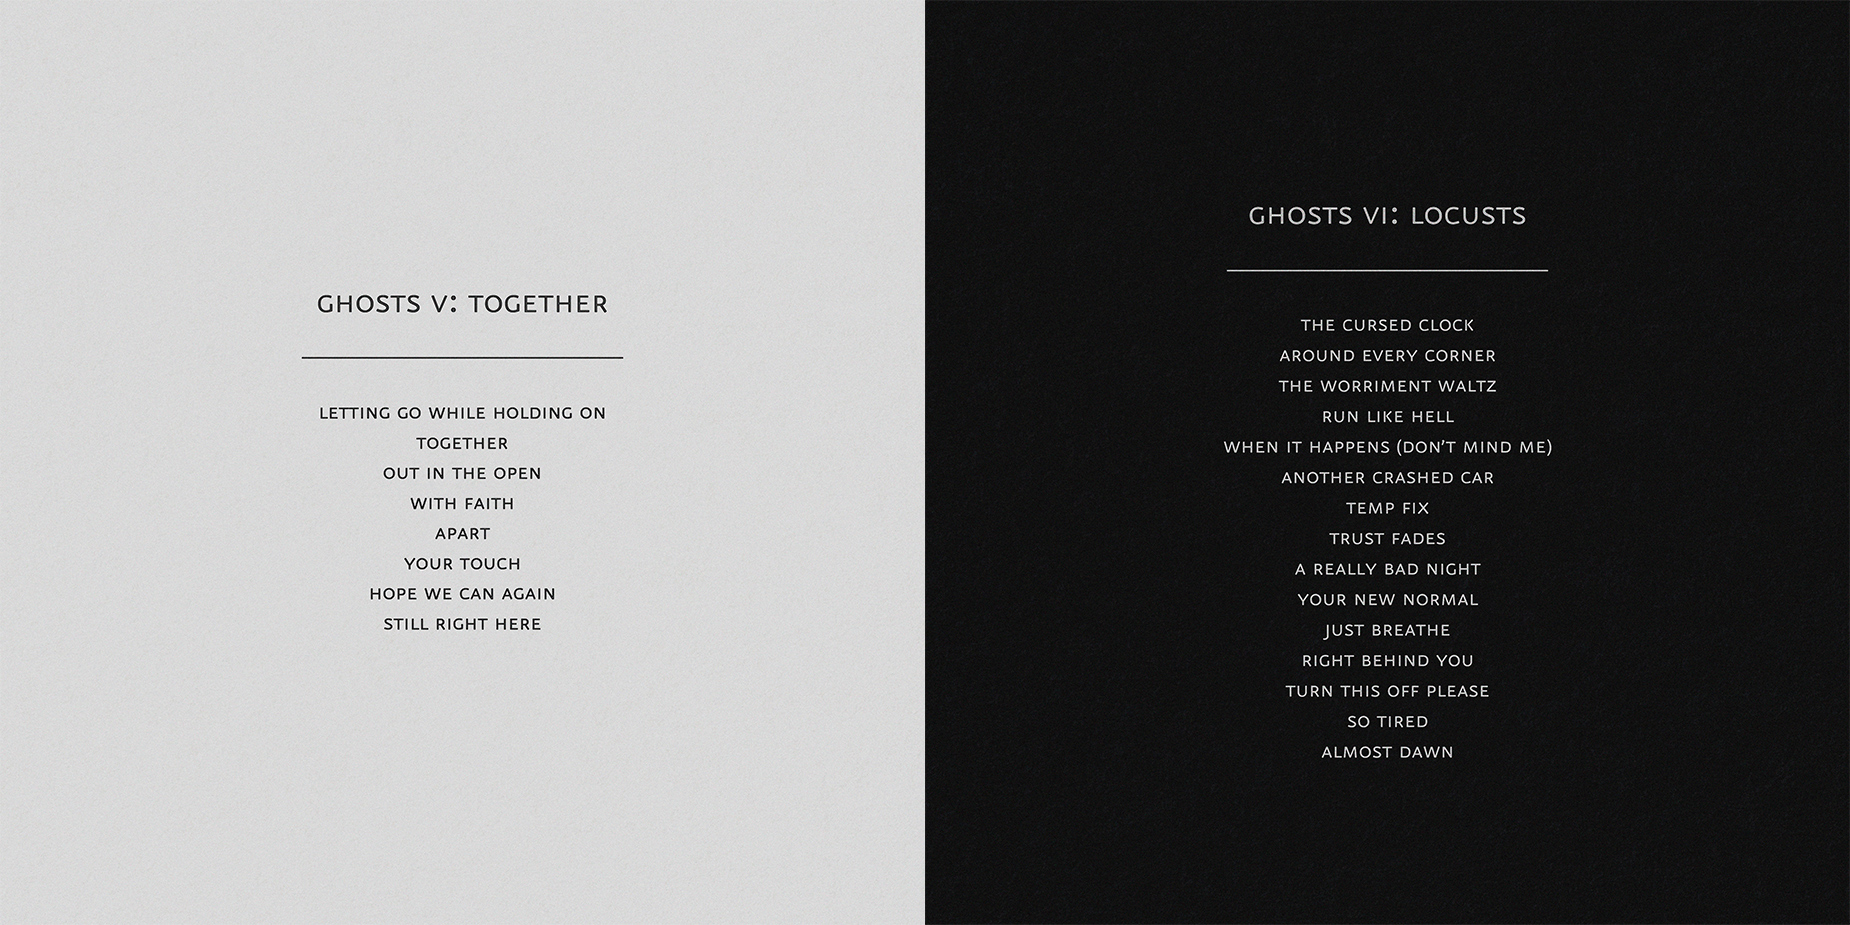 GHOSTS V: TOGETHER
LETTING GO WHILE HOLDING ON
TOGETHER
OUT IN THE OPEN
WITH FAITH
APART
YOUR TOUCH
HOPE WE CAN AGAIN
STILL RIGHT HERE
GHOSTS VI: LOCUSTS
THE CURSED CLOCK
AROUND EVERY CORNER
THE WORRIMENT WALTZ
RUN LIKE HELL
WHEN IT HAPPENS (DON'T MIND ME)
ANOTHER CRASHED CAR
TEMP FIX
TRUST FADES
A REALLY BAD NIGHT
YOUR NEW NORMAL
JUST BREATHE
RIGHT BEHIND YOU
TURN THIS OFF PLEASE
SO TIRED
ALMOST DAWN